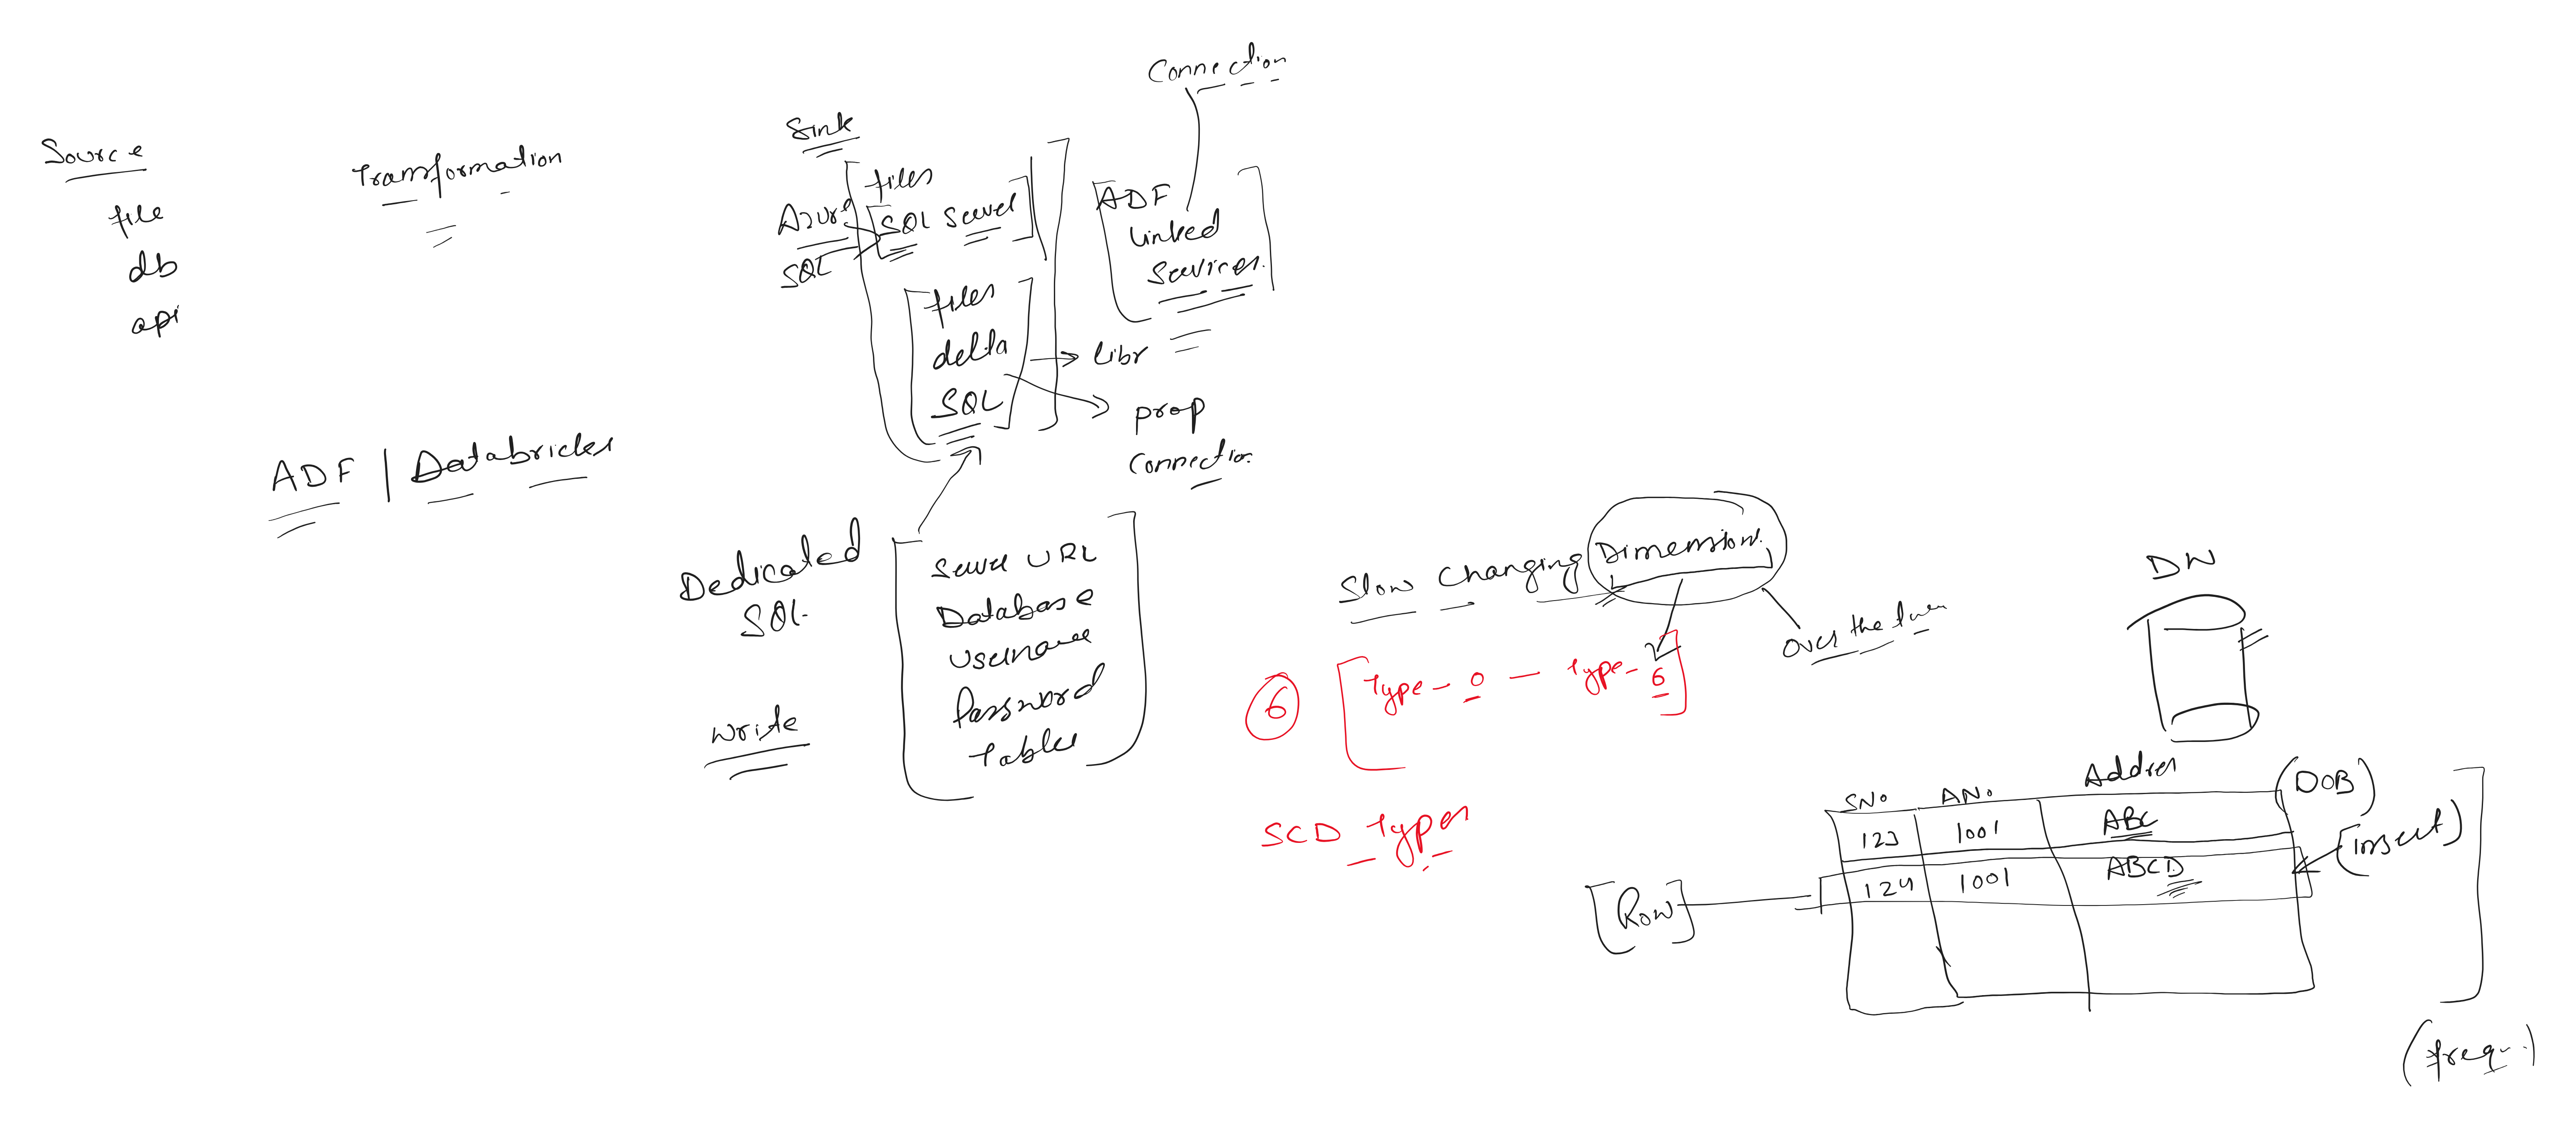 Source
file
db
api
Transformation
ADF | Databricks
Sink
files
Azure
SQL
SQL Server
files
delta
SQL
Connection
ADF
Linked
Services.
libr
prop
Connection
Dedicated
SQL
Write
Server URL
Database
Username
Password
Table
Slow Changing Dimension.
Over the time
6
Type - 0 — Type - 6
SCD Types
DW
SNo ANo Address (DOB)
123 1001 ABC
(insert)
124 1001 ABCD
[Row]
(freq..)